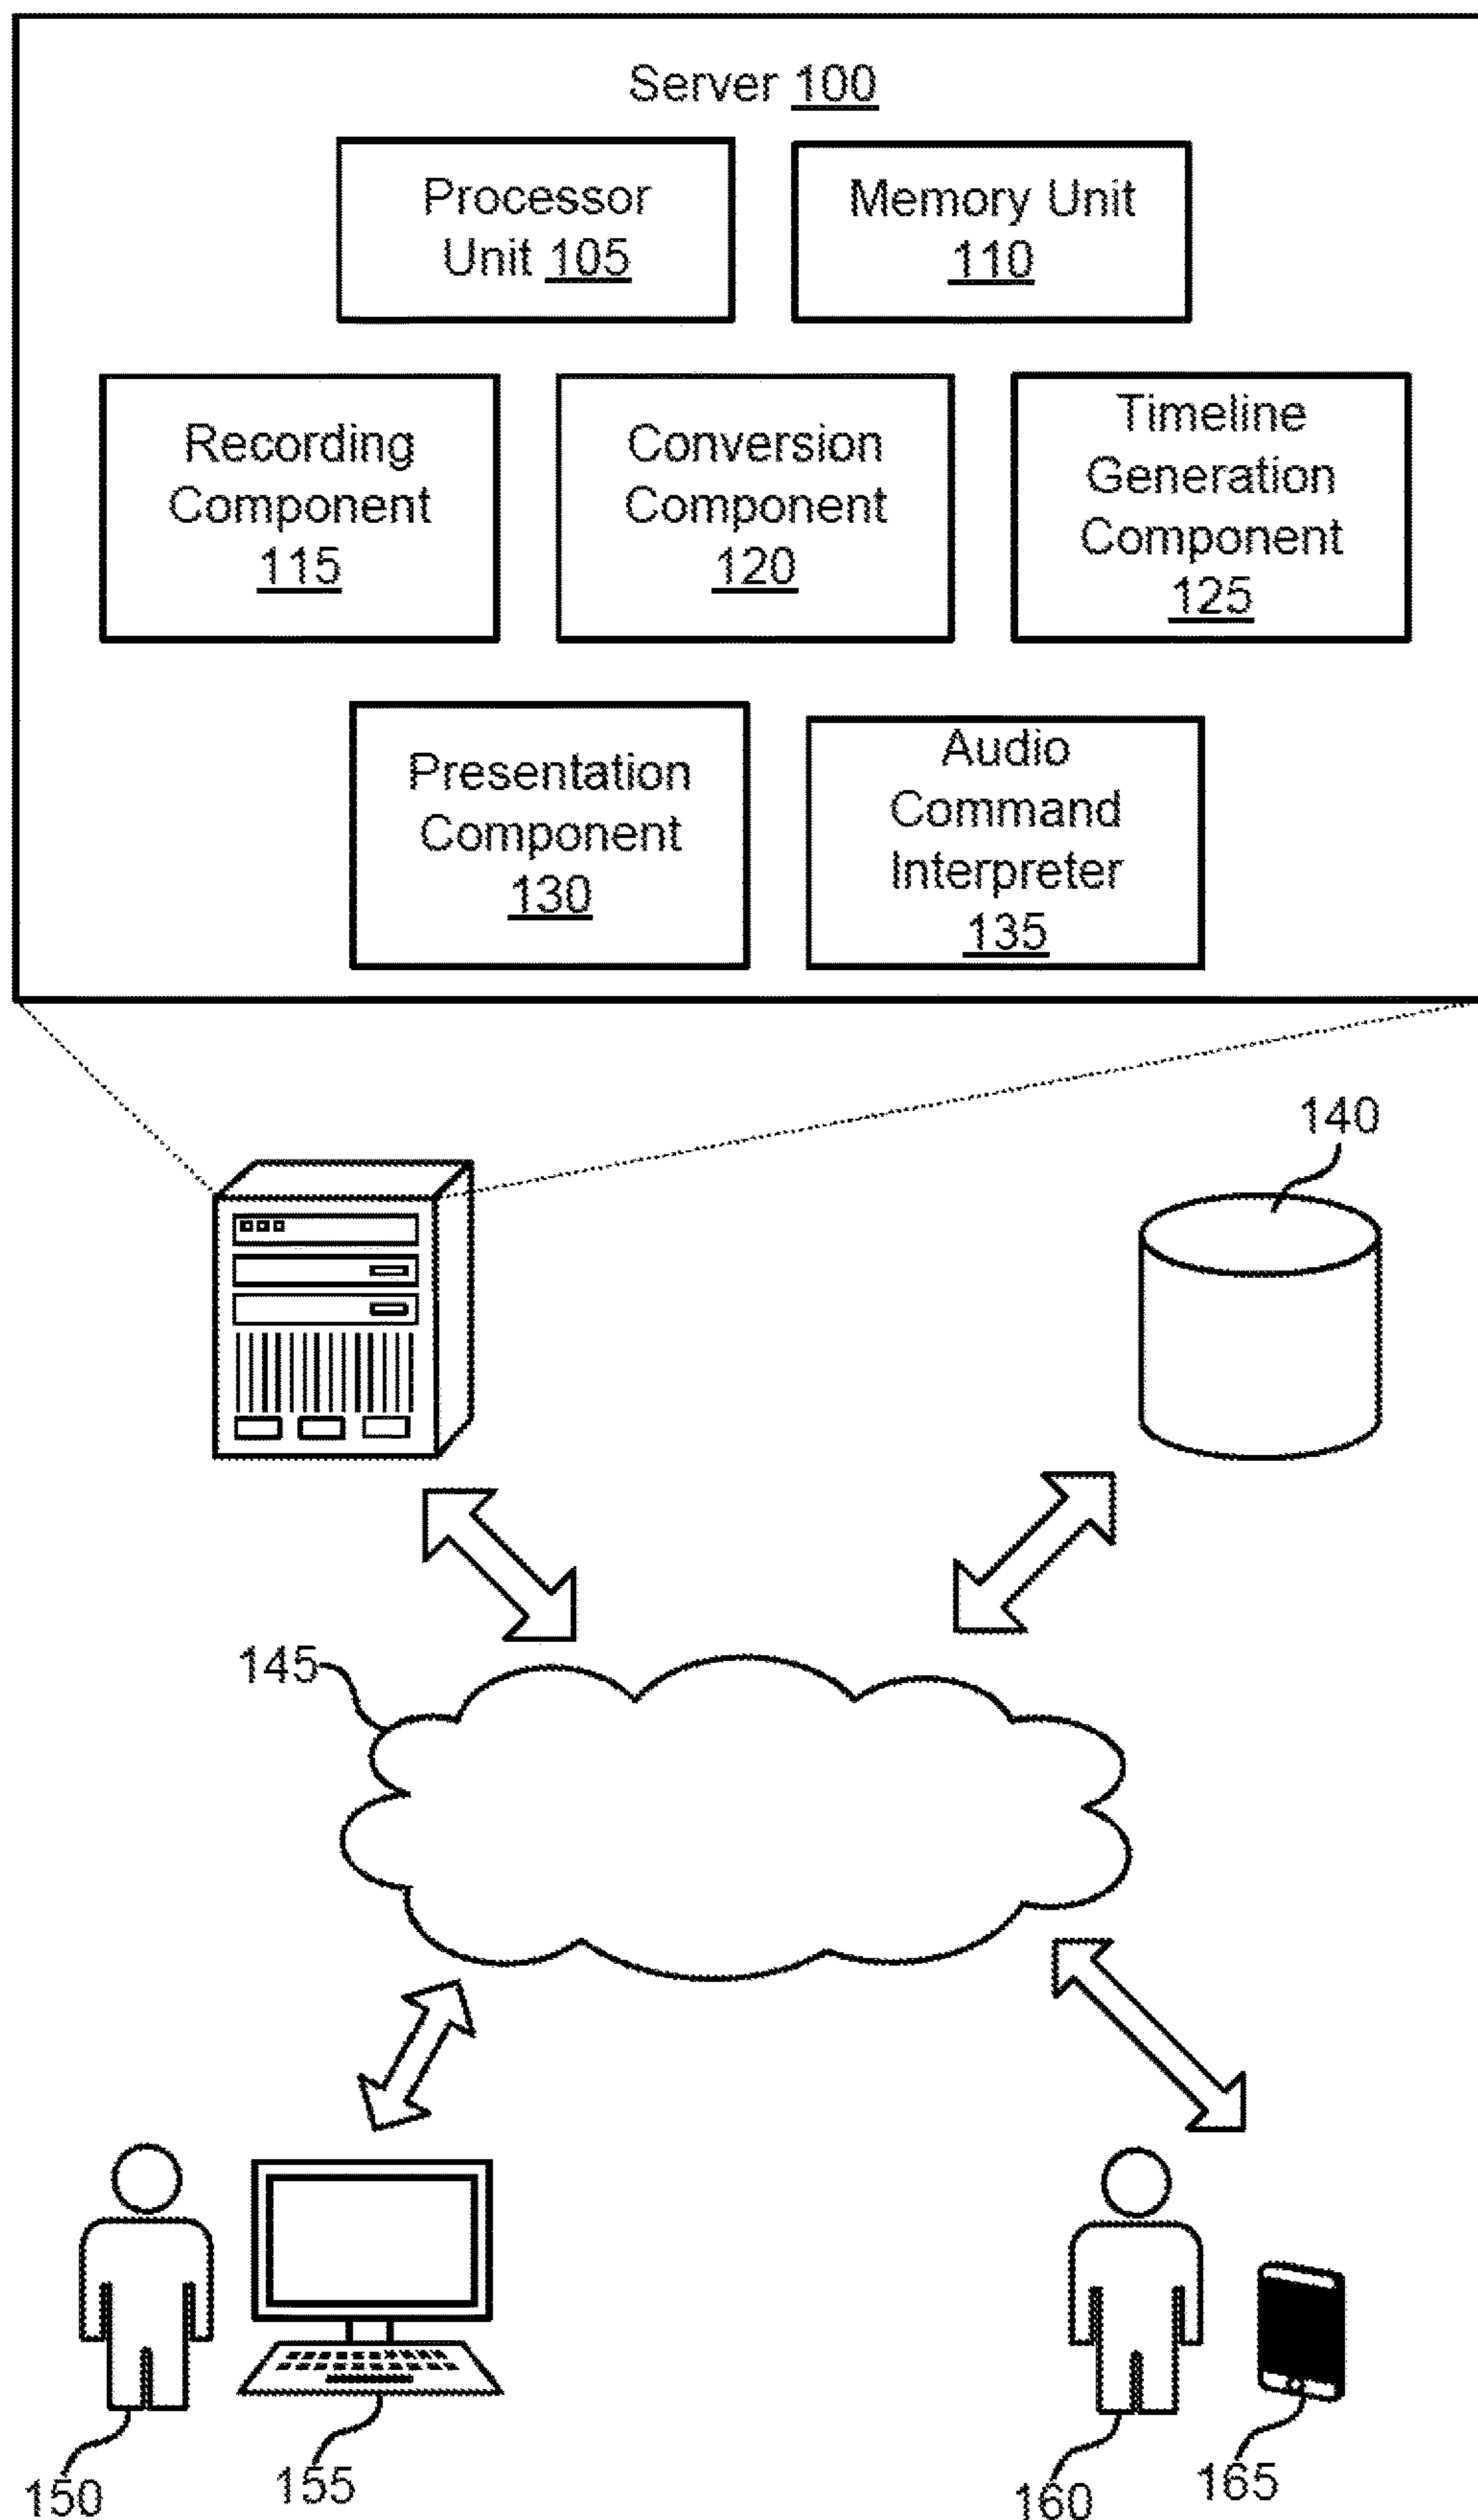 Server 100
Processor
Unit 105
Memory Unit
110
Recording
Component
115
Conversion
Component
120
Timeline
Generation
Component
125
Presentation
Component
130
Audio
Command
Interpreter
135
140
145
150
155
160
165